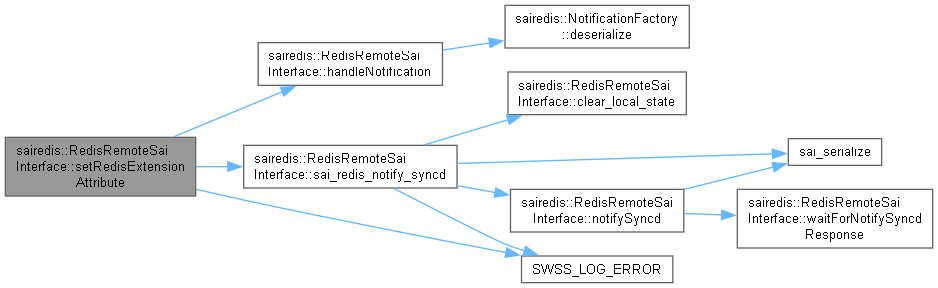 sairedis::RedisRemoteSai
Interface::setRedisExtension
Attribute
sairedis::RedisRemoteSai
Interface::handleNotification
sairedis::NotificationFactory
::deserialize
sairedis::RedisRemoteSai
Interface::sai_redis_notify_syncd
sairedis::RedisRemoteSai
Interface::clear_local_state
sai_serialize
sairedis::RedisRemoteSai
Interface::notifySyncd
sairedis::RedisRemoteSai
Interface::waitForNotifySyncd
Response
SWSS_LOG_ERROR